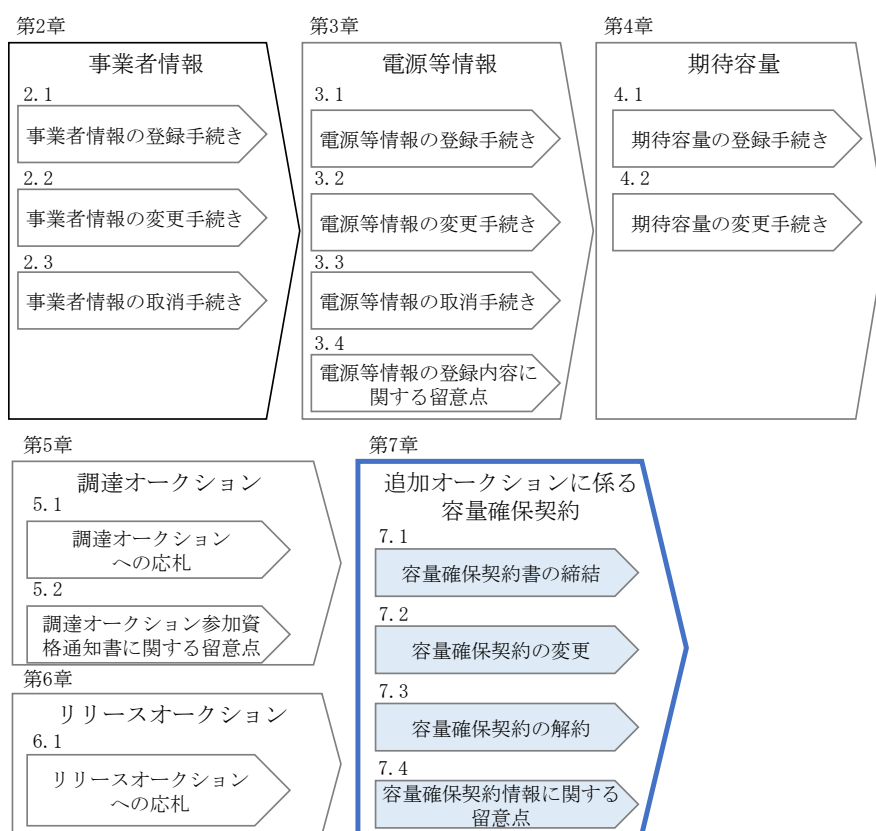 第2章
事業者情報
2.1
事業者情報の登録手続き
2.2
事業者情報の変更手続き
2.3
事業者情報の取消手続き
第3章
電源等情報
3.1
電源等情報の登録手続き
3.2
電源等情報の変更手続き
3.3
電源等情報の取消手続き
3.4
電源等情報の登録内容に
関する留意点
第4章
期待容量
4.1
期待容量の登録手続き
4.2
期待容量の変更手続き
第5章
調達オークション
5.1
調達オークション
への応札
5.2
調達オークション参加資
格通知書に関する留意点
第6章
リリースオークション
6.1
リリースオークション
への応札
第7章
追加オークションに係る
容量確保契約
7.1
容量確保契約書の締結
7.2
容量確保契約の変更
7.3
容量確保契約の解約
7.4
容量確保契約情報に関する
留意点